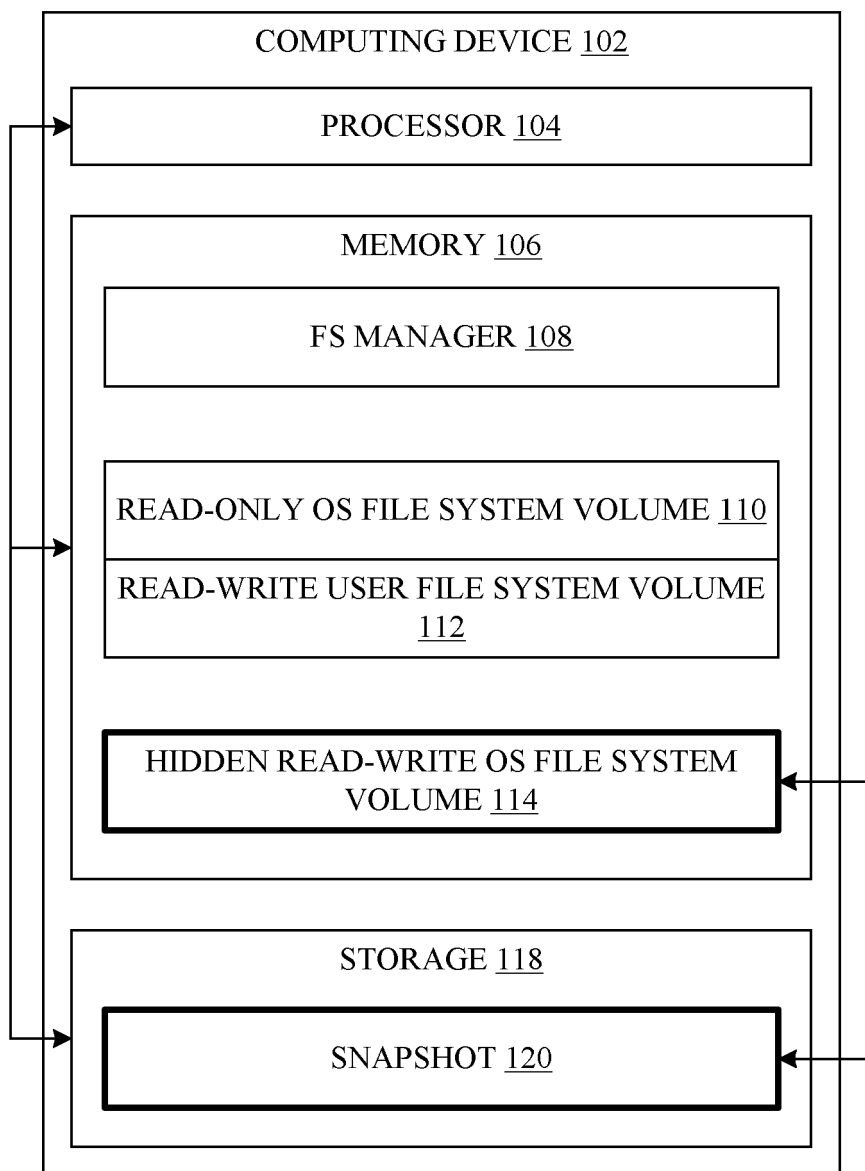 COMPUTING DEVICE 102
PROCESSOR 104
MEMORY 106
FS MANAGER 108
READ-ONLY OS FILE SYSTEM VOLUME 110
READ-WRITE USER FILE SYSTEM VOLUME
112
HIDDEN READ-WRITE OS FILE SYSTEM
VOLUME 114
STORAGE 118
SNAPSHOT 120